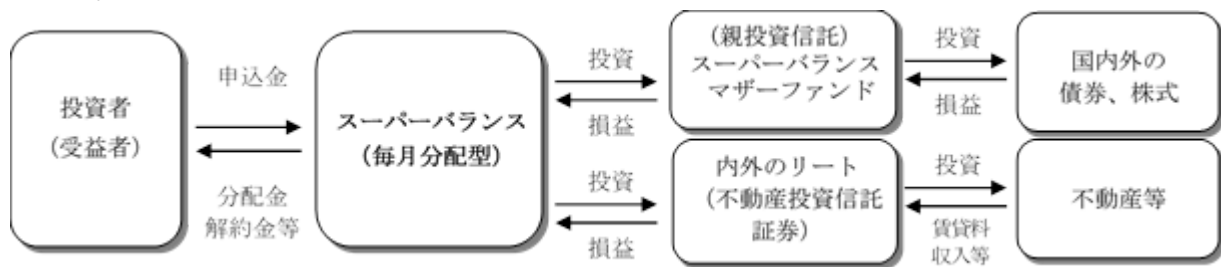 投資者
(受益者)
申込金
分配金
解約金等
スーパーバランス
(毎月分配型)
投資
損益
投資
損益
(親投資信託)
スーパーバランス
マザーファンド
投資
損益
国内外の
債券、株式
内外のリート
(不動産投資信託
証券)
投資
賃貸料
収入等
不動産等